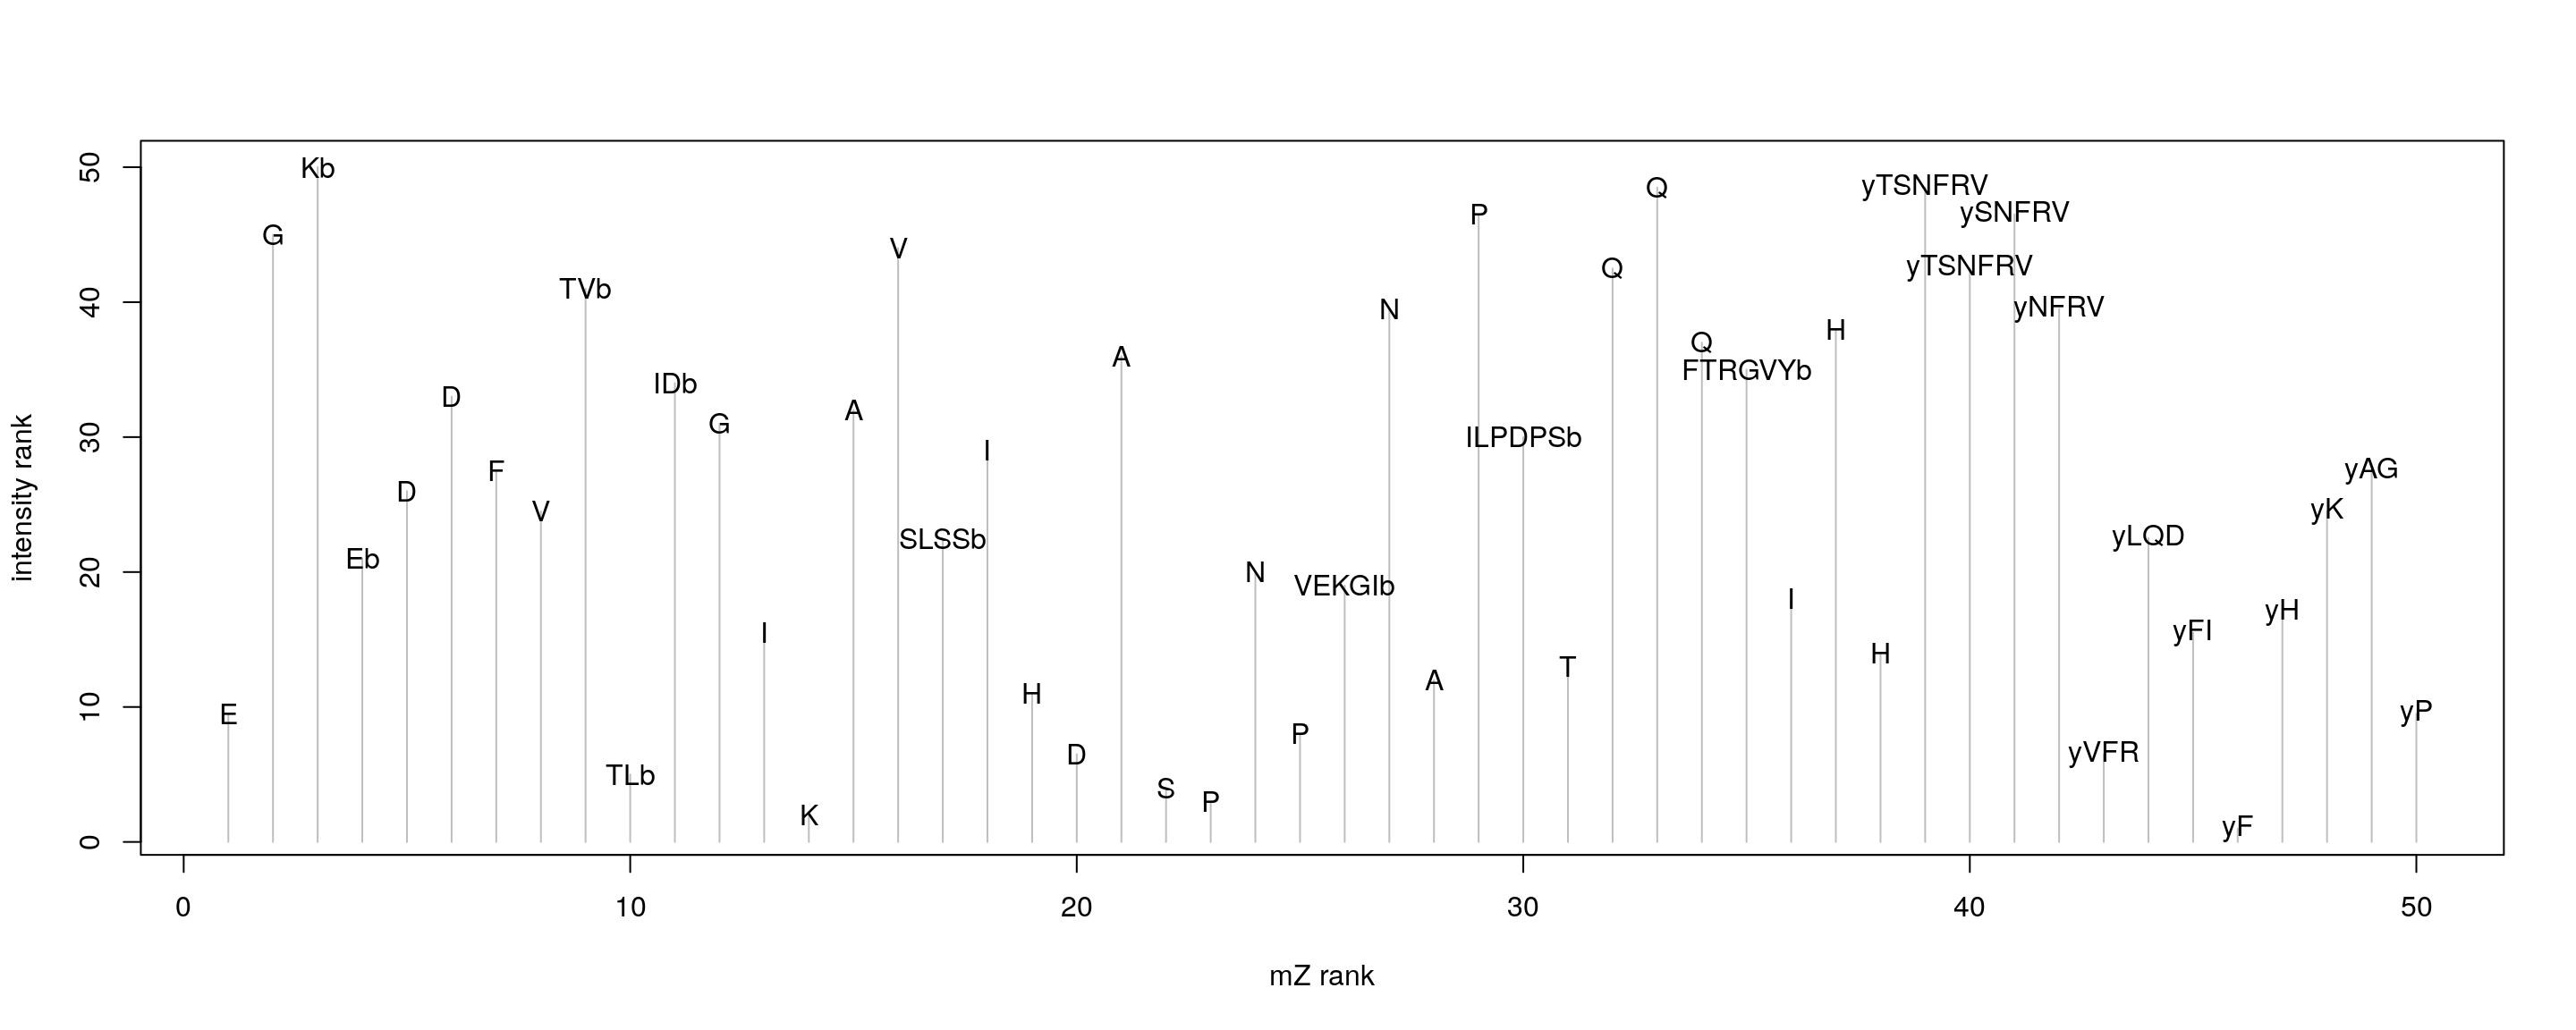 50
40
30
20
10
0
intensity rank
E
G
Kb
Eb
D
D
F
V
TVb
TLb
IDb
G
I
K
A
V
SLSSb
I
H
D
A
S
P
N
P
VEKGIb
N
A
P
ILPDPSb
T
Q
Q
Q
FTRGVYb
I
H
H
yTSNFRV
yTSNFRV
ySNFRV
yNFRV
yVFR
yLQD
yFI
yF
yH
yK
yAG
yP
0
10
20
30
40
50
mZ rank